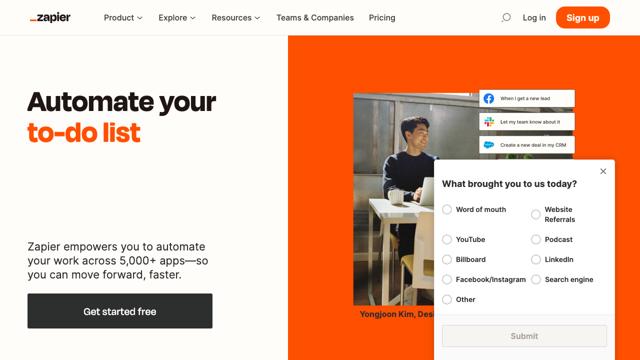 zapier
Product
Explore
Resources
Teams & Companies
Pricing
Log in
Sign up
Automate your
to-do list
Zapier empowers you to automate
your work across 5,000+ apps—so
you can move forward, faster.
Get started free
When I get a new lead
Let my team know about it
Create a new deal in my CRM
Yongjoon Kim,
What brought you to us today?
Word of mouth
Website
Referrals
YouTube
Podcast
Billboard
LinkedIn
Facebook/Instagram
Search engine
Other
Submit